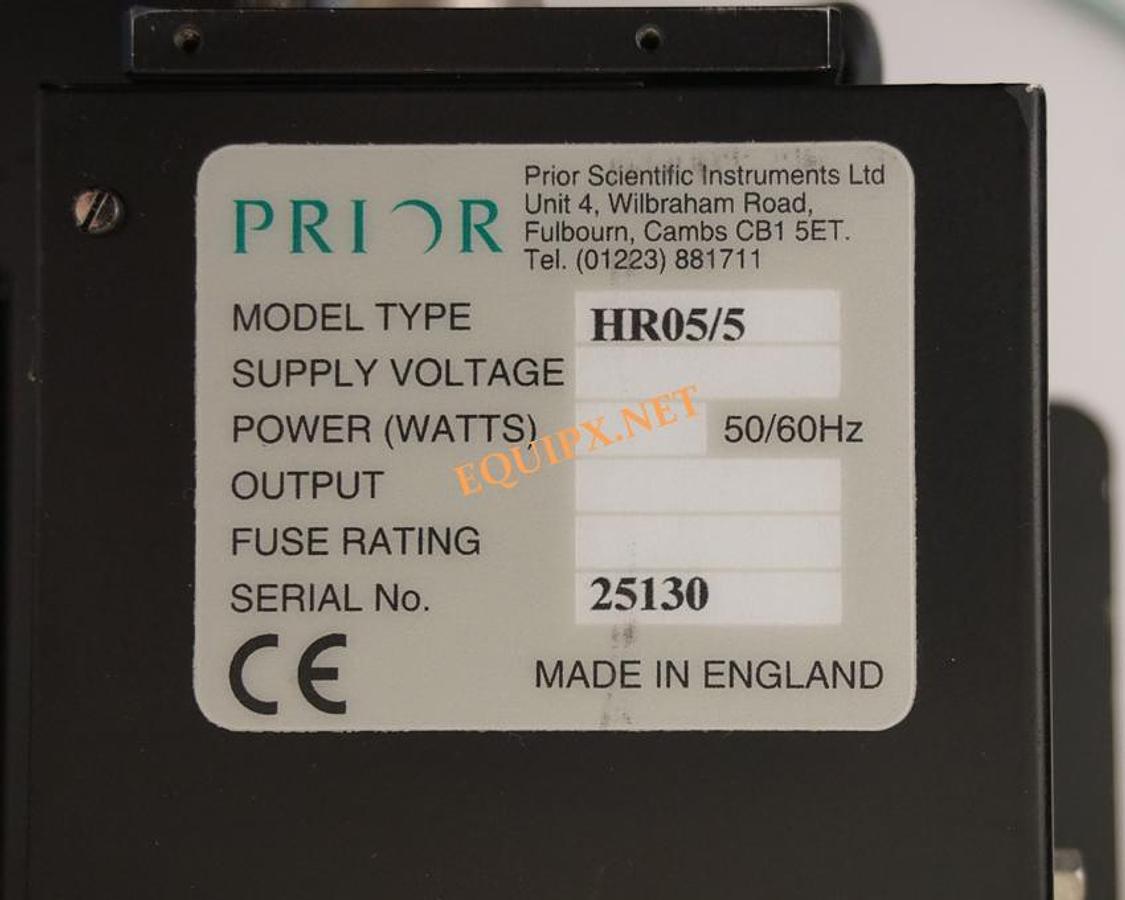 PRIOR
Prior Scientific Instruments Ltd
Unit 4, Wilbraham Road,
Fulbourn, Cambs CB1 5ET.
Tel. (01223) 881711
MODEL TYPE HR05/5
SUPPLY VOLTAGE
POWER (WATTS) 50/60Hz
EQUIPX.NET
OUTPUT
FUSE RATING
SERIAL No. 25130
CE MADE IN ENGLAND